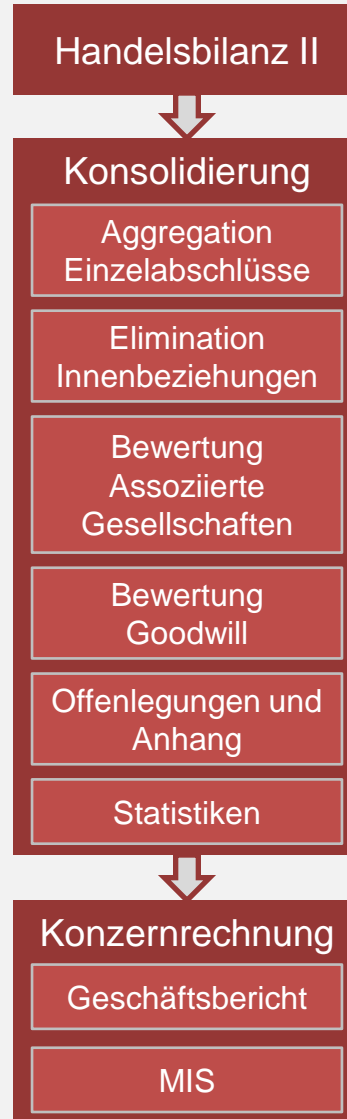 Handelsbilanz II
Konsolidierung
Aggregation
Einzelabschlüsse
Elimination
Innenbeziehungen
Bewertung
Assoziierte
Gesellschaften
Bewertung
Goodwill
Offenlegungen und
Anhang
Statistiken
Konzernrechnung
Geschäftsbericht
MIS